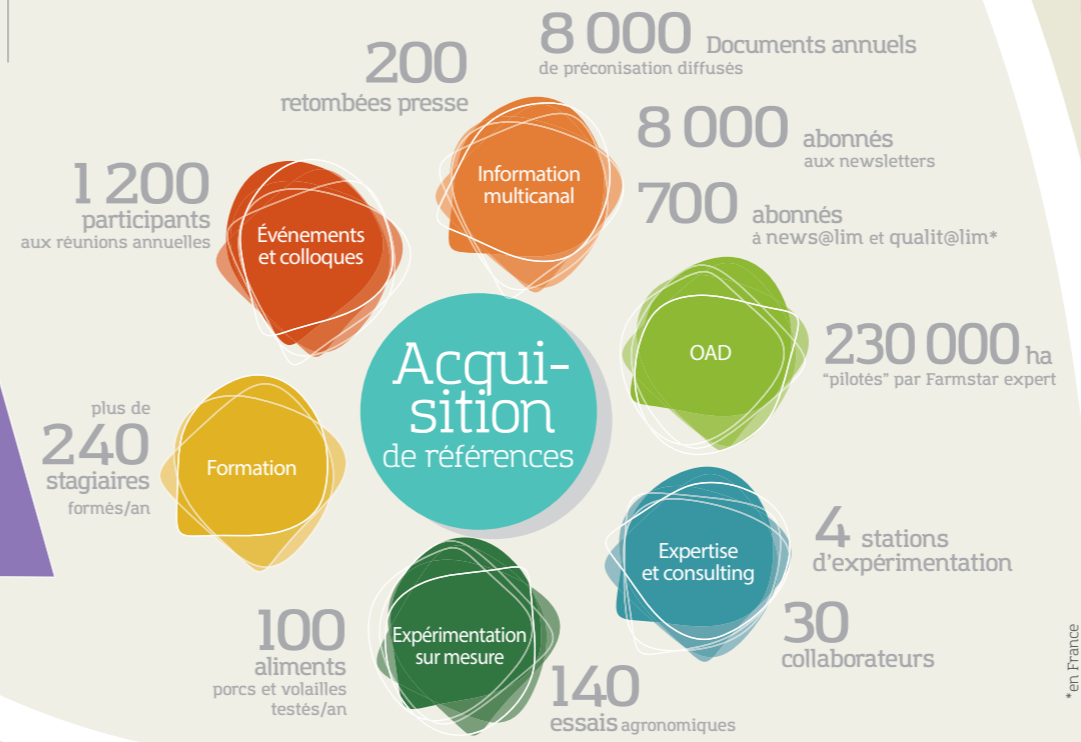 8 000 Documents annuels
de préconisation diffusés
200
retombées presse
Information
multicanal
8 000 abonnés
aux newsletters
700 abonnés
à news@lim et qualit@lim*
1 200
participants
aux réunions annuelles
Événements
et colloques
OAD
230 000 ha
"pilotés" par Farmstar expert
Acqui-
sition
de références
plus de
240
stagiaires
formés/an
Formation
Expertise
et consulting
4 stations
d'expérimentation
30
collaborateurs
Expérimentation
sur mesure
100
aliments
porcs et volailles
testés/an
140
essais agronomiques
*en France